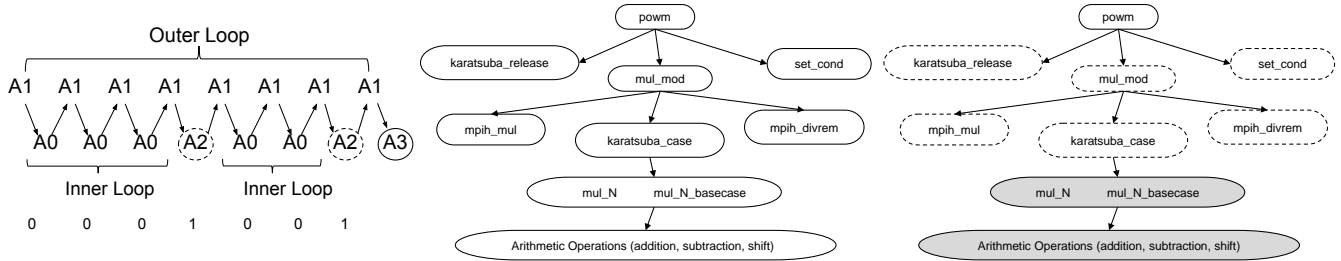 Outer Loop
A1 A1 A1 A1 A1 A1 A1 A1
A0 A0 A0 A2 A0 A0 A2 A3
Inner Loop Inner Loop
0 0 0 1 0 0 1
powm
karatsuba_release
set_cond
mul_mod
mpih_mul
mpih_divrem
karatsuba_case
mul_N mul_N_basecase
Arithmetic Operations (addition, subtraction, shift)
powm
karatsuba_release
set_cond
mul_mod
mpih_mul
mpih_divrem
karatsuba_case
mul_N mul_N_basecase
Arithmetic Operations (addition, subtraction, shift)